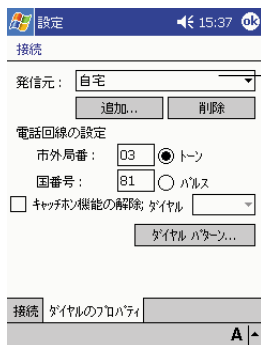 設定 15:37 ok
接続
発信元： 自宅
追加... 削除
電話回線の設定
市外局番： 03 トーン
国番号： 81 パルス
キャッチホン機能の解除; ダイヤル
ダイヤル パターン...
接続 ダイヤルのプロパティ
A